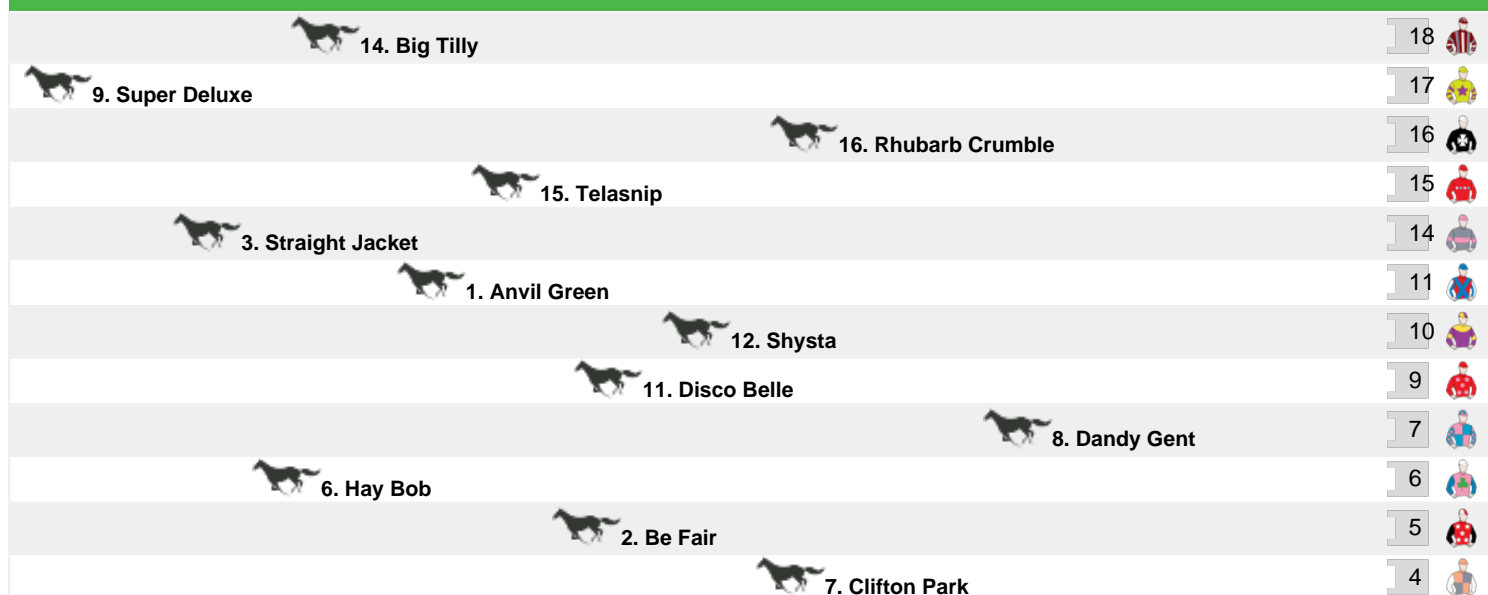 14. Big Tilly 18
9. Super Deluxe 17
16. Rhubarb Crumble 16
15. Telasnip 15
3. Straight Jacket 14
1. Anvil Green 11
12. Shysta 10
11. Disco Belle 9
8. Dandy Gent 7
6. Hay Bob 6
2. Be Fair 5
7. Clifton Park 4